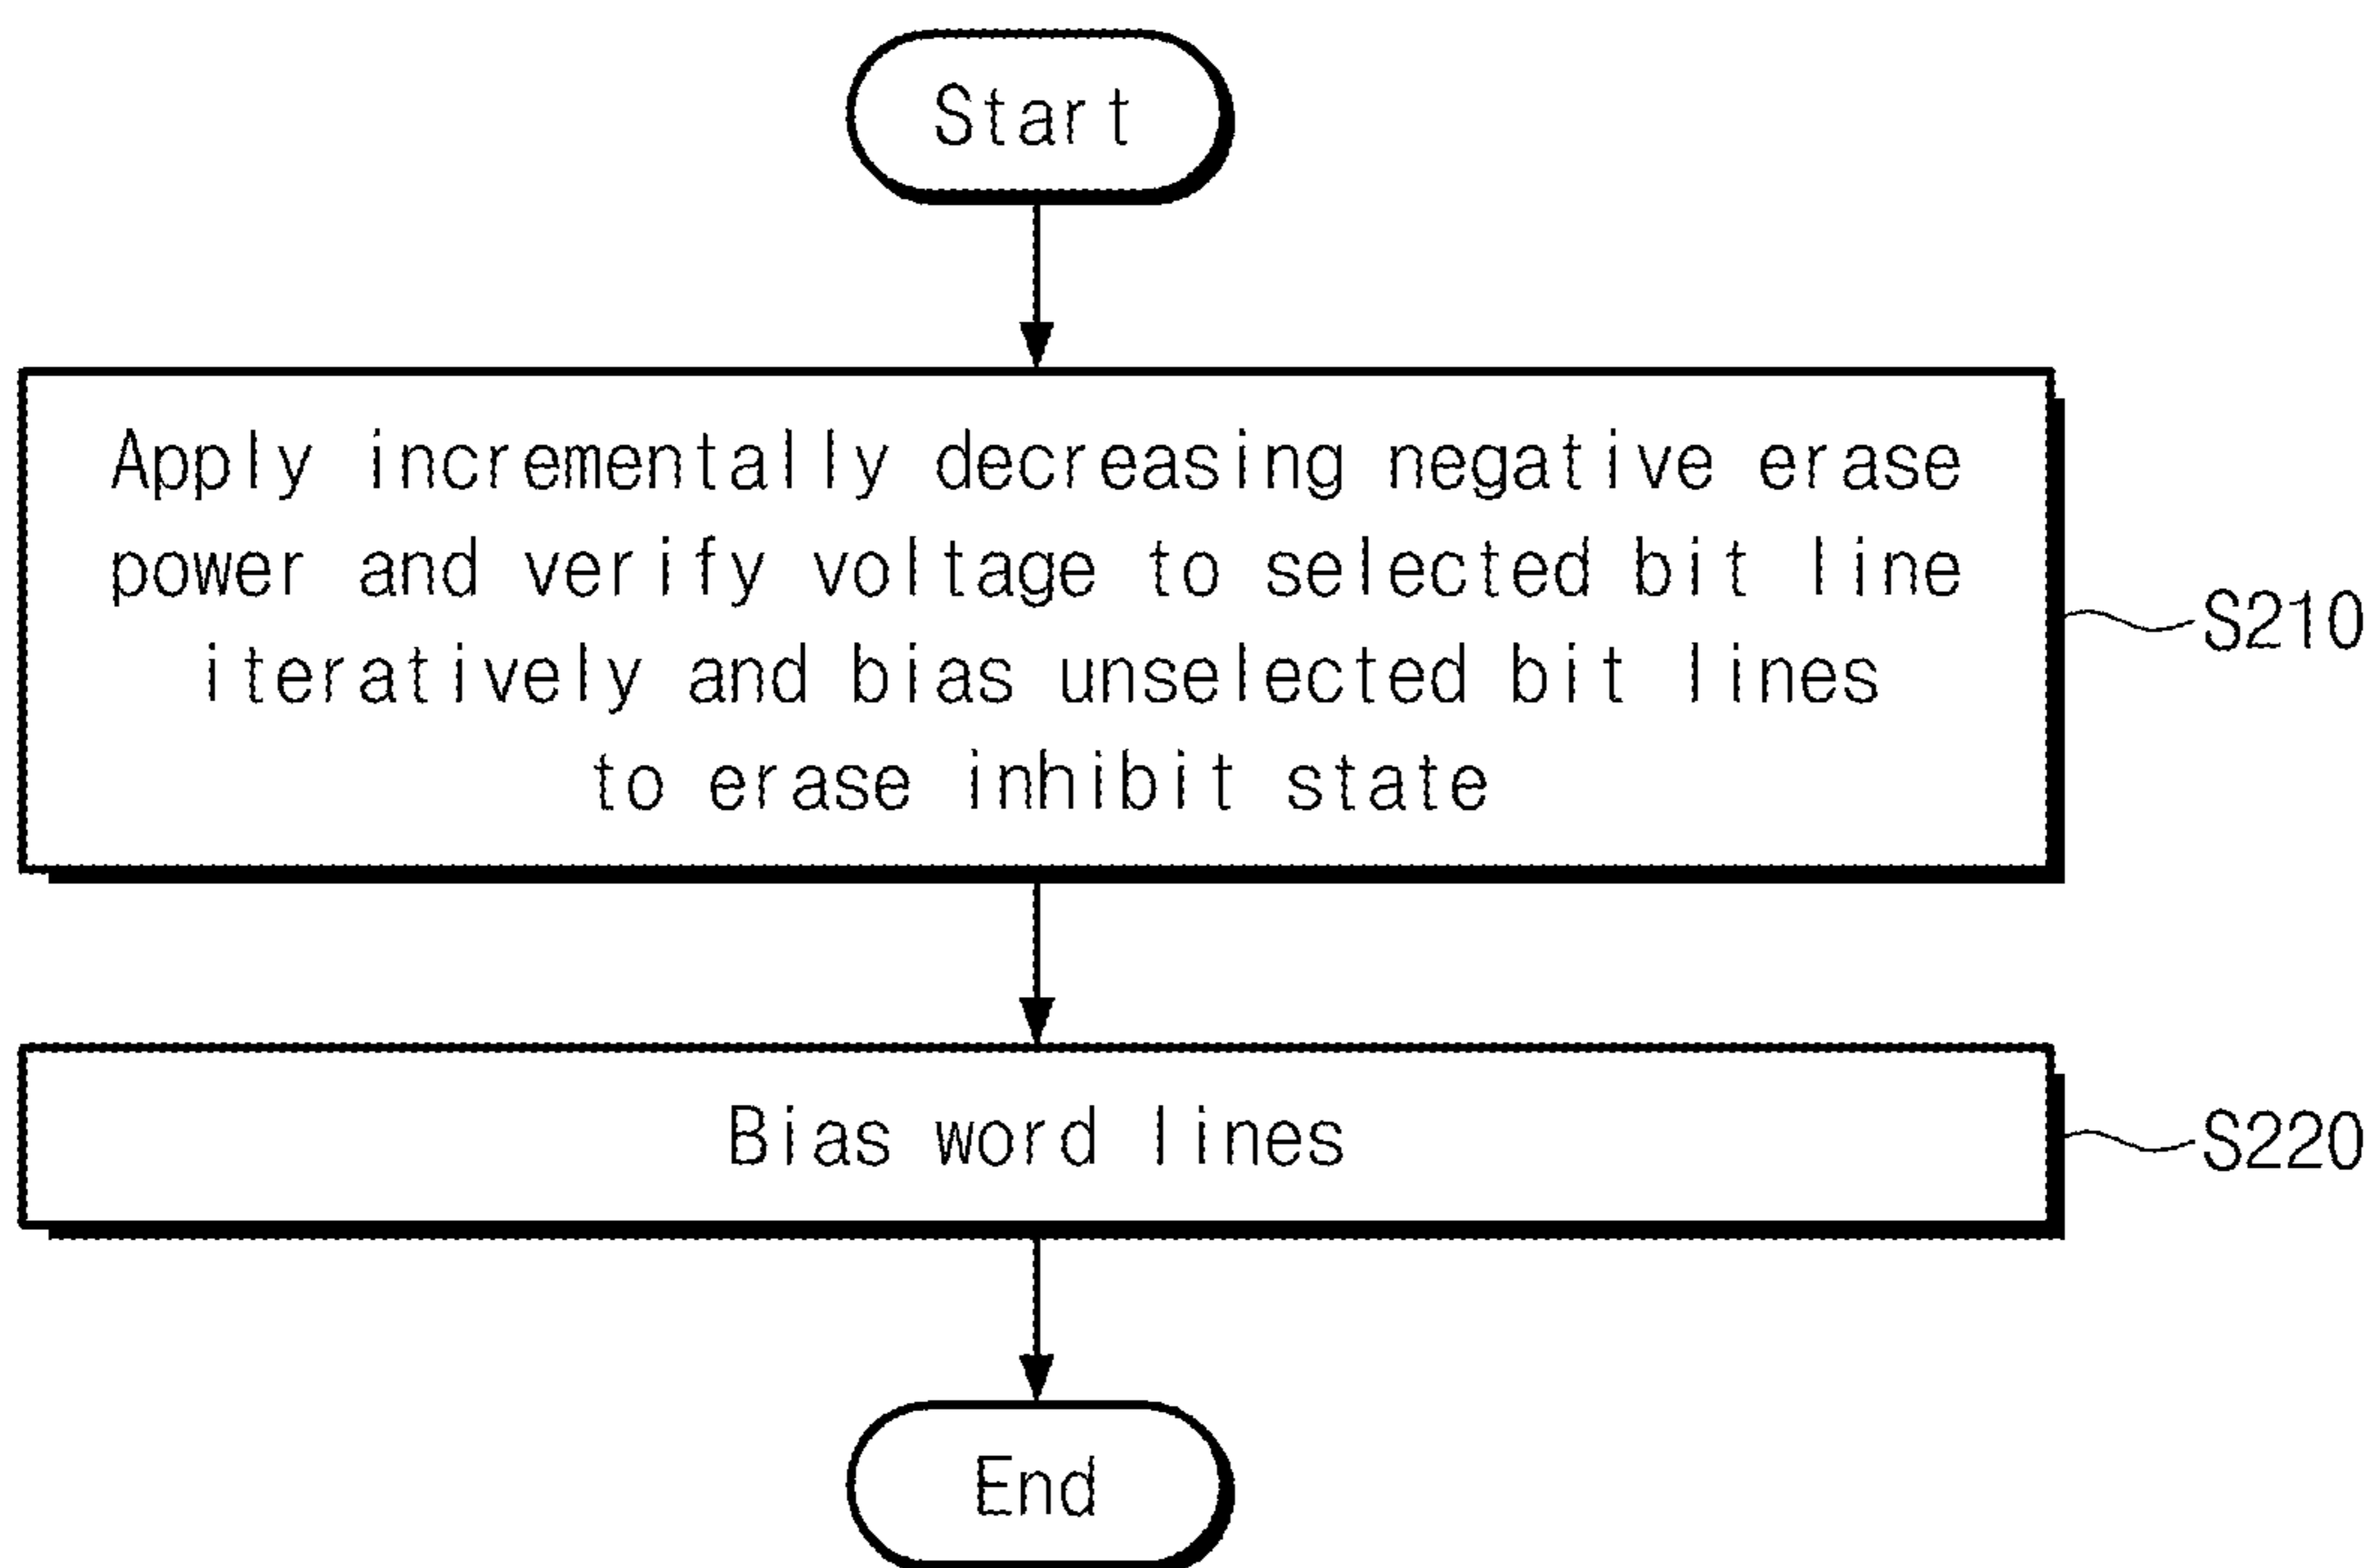 Start
Apply incrementally decreasing negative erase
power and verify voltage to selected bit line
iteratively and bias unselected bit lines
to erase inhibit state
S210
Bias word lines
S220
End